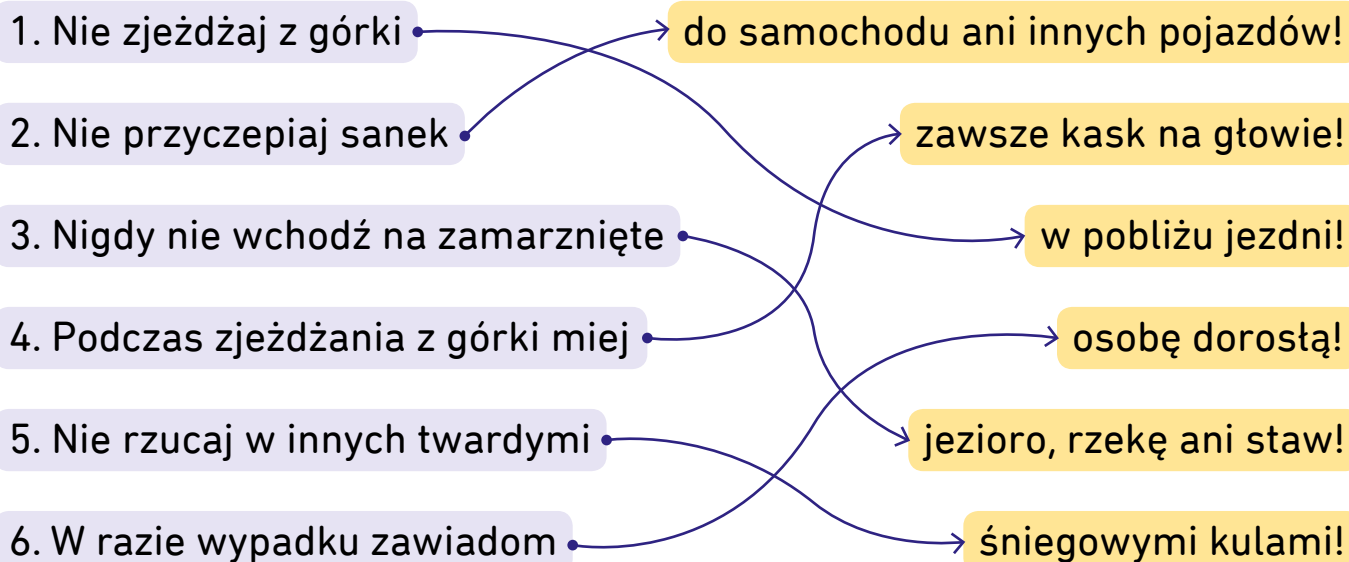 1. Nie zjeżdżaj z górki
do samochodu ani innych pojazdów!
2. Nie przyczepiaj sanek
zawsze kask na głowie!
3. Nigdy nie wchodź na zamarznięte
w pobliżu jezdni!
4. Podczas zjeżdżania z górki miej
osobę dorosłą!
5. Nie rzucaj w innych twardymi
jezioro, rzekę ani staw!
6. W razie wypadku zawiadom
śniegowymi kulami!